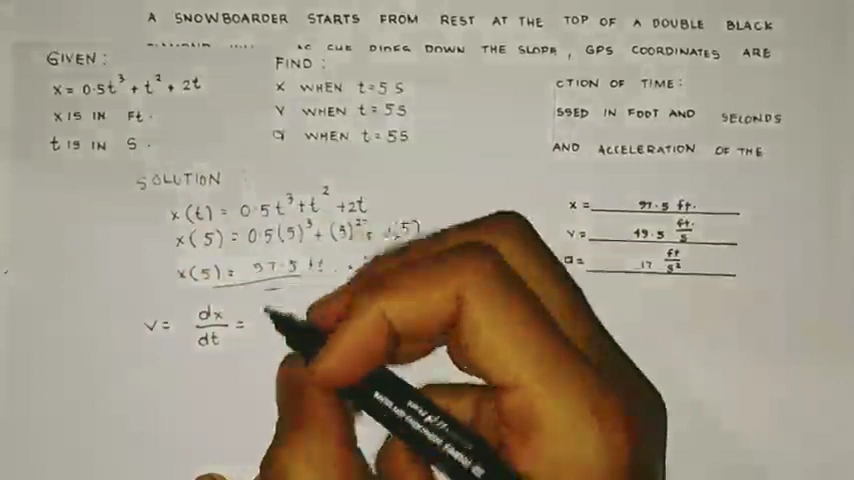 A SNOWBOARDER STARTS FROM REST AT THE TOP OF A DOUBLE BLACK
DOWN THE SLOPE, GPS COORDINATES ARE
GIVEN:
x = 0.5t³ + t² + 2t
x IS IN Ft.
t IS IN S.
FIND:
x WHEN t = 5 S
V WHEN t = 5S
a WHEN t = 5S
CTION OF TIME:
SSED IN FOOT AND SECONDS
AND ACCELERATION OF THE
SOLUTION:
x(t) = 0.5t³ + t² + 2t
x(5) = 0.5(5)³ + (5)² + 2(5)
x(5) = 97.5 ft.
V = dx/dt =
x = 97.5 ft.
V = 49.5 ft/s
a = 17 ft/s²